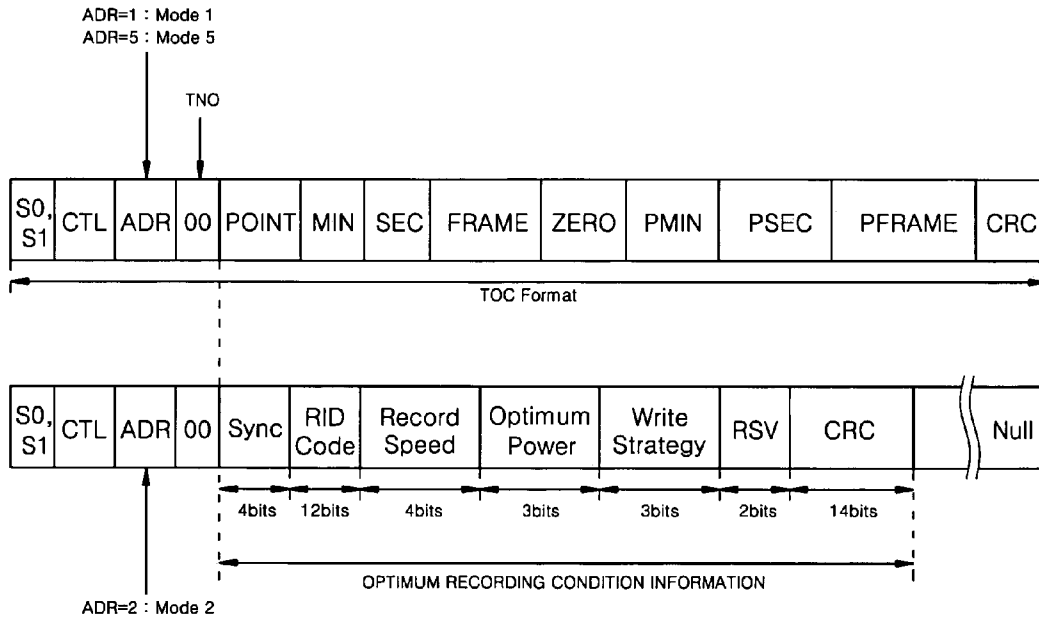 ADR=1 : Mode 1
ADR=5 : Mode 5
TNO
S0, S1 CTL ADR 00 POINT MIN SEC FRAME ZERO PMIN PSEC PFRAME CRC
TOC Format
S0, S1 CTL ADR 00 Sync RID Code Record Speed Optimum Power Write Strategy RSV CRC Null
4bits 12bits 4bits 3bits 3bits 2bits 14bits
OPTIMUM RECORDING CONDITION INFORMATION
ADR=2 : Mode 2